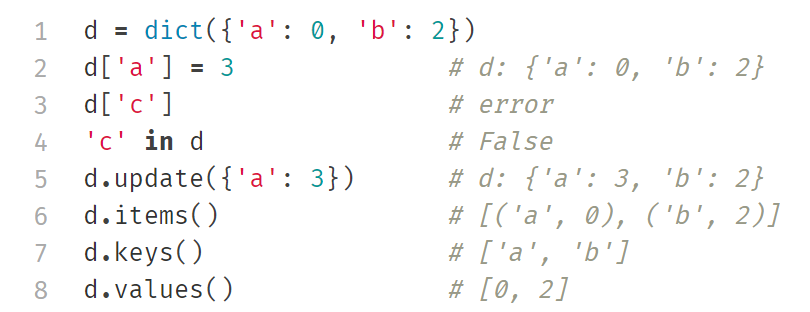 1 d = dict({'a': 0, 'b': 2})
2 d['a'] = 3 # d: {'a': 0, 'b': 2}
3 d['c'] # error
4 'c' in d # False
5 d.update({'a': 3}) # d: {'a': 3, 'b': 2}
6 d.items() # [('a', 0), ('b', 2)]
7 d.keys() # ['a', 'b']
8 d.values() # [0, 2]